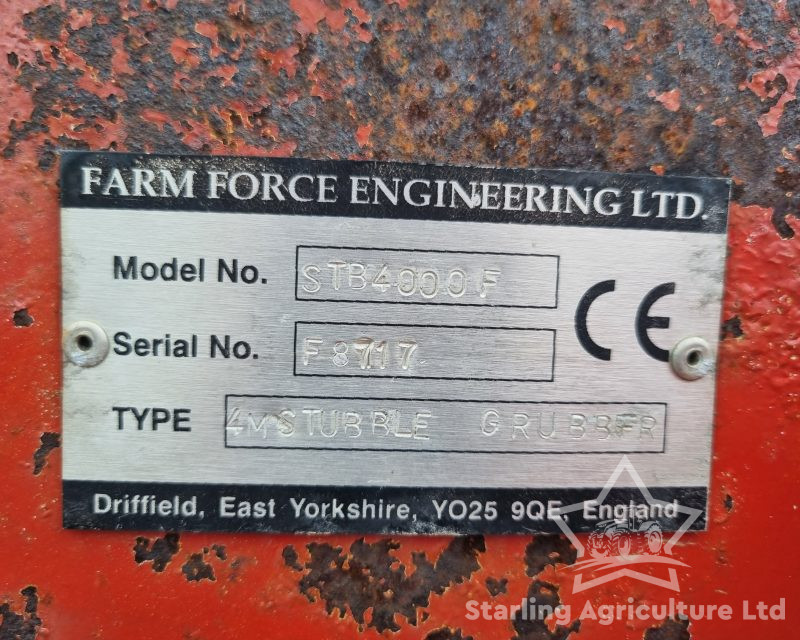 FARM FORCE ENGINEERING LTD.
Model No. STB4000F
Serial No. F8717
TYPE 4M STUBBLE GRUBBER
CE
Driffield, East Yorkshire, YO25 9QE, England
Starling Agriculture Ltd